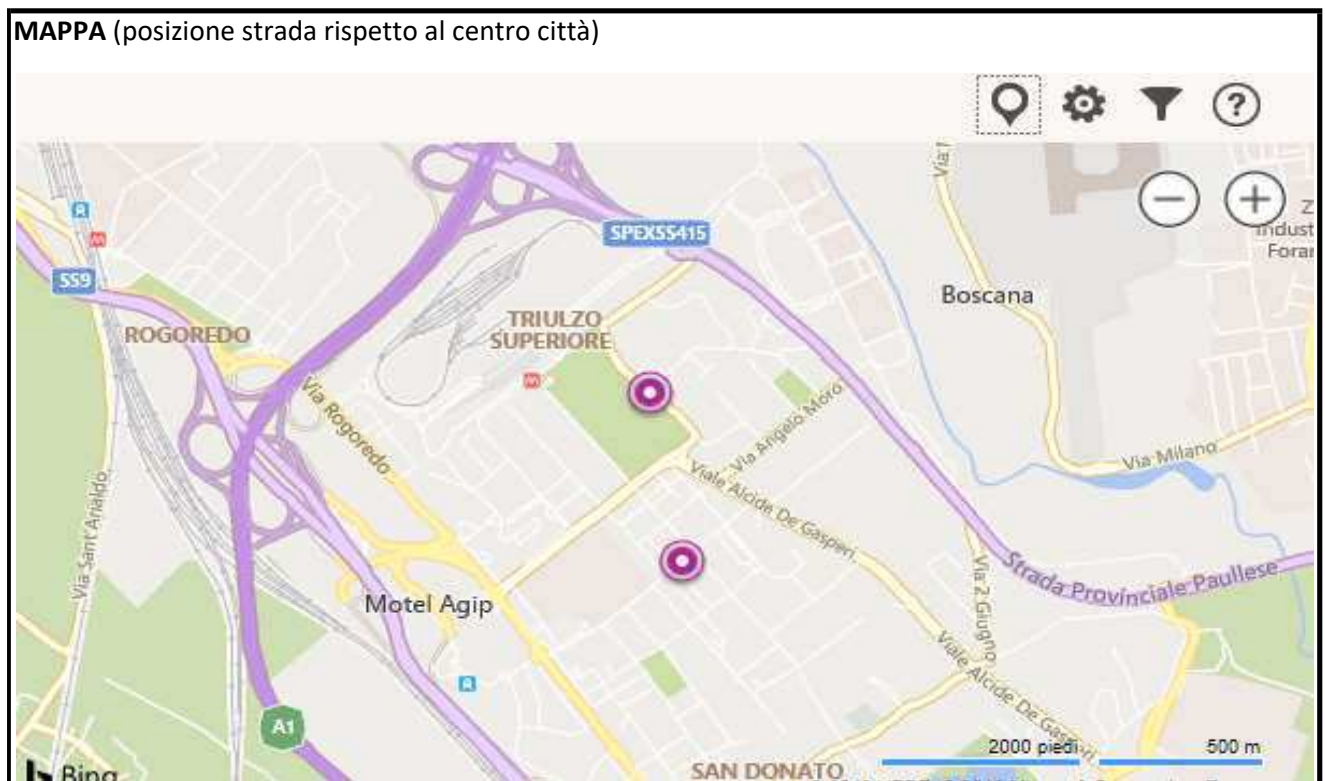 MAPPA (posizione strada rispetto al centro città)
?
SPEXSS415
SS9
Boscana
Indust
Forar
ROGOREDO
TRIULZO
SUPERIORE
Via Rogoredo
Via Angelo Moro
Via Milano
Viale Alcide De Gasperi
Via Sant'Arialdo
Strada Provinciale Paullese
Via 2 Giugno
Motel Agip
Viale Alcide De Gasperi
A1
2000 piedi
500 m
SAN DONATO
Bing